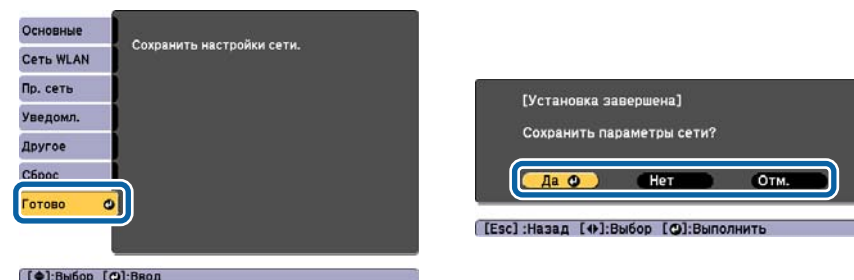 Основные
Сеть WLAN
Пр. сеть
Уведомл.
Другое
Сброс
Готово
Сохранить настройки сети.
[ ]:Выбор [ ]:Ввод
[Установка завершена]
Сохранить параметры сети?
Да Нет Отм.
[Esc] :Назад [ ]:Выбор [ ]:Выполнить